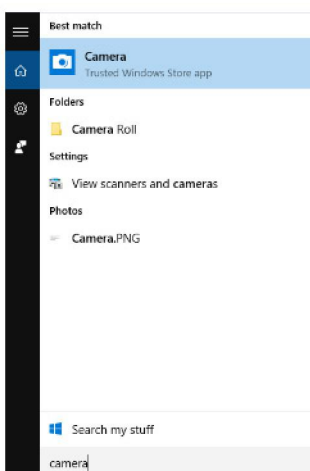 Best match
Camera
Trusted Windows Store app
Folders
Camera Roll
Settings
View scanners and cameras
Photos
Camera.PNG
Search my stuff
camera